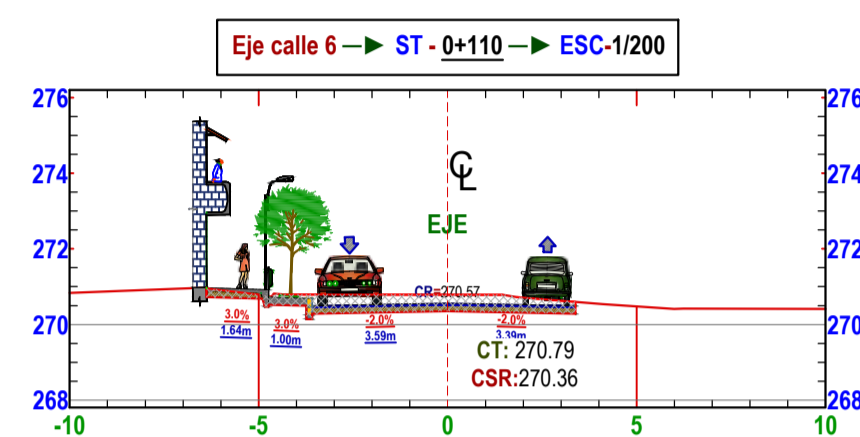 Eje calle 6 ST - 0+110 ESC-1/200
276 276
274 274
EJE
272 272
CR=270.57
270 270
3.0% 3.0% -2.0% -2.0%
1.64m 1.00m 3.59m 3.39m
CT: 270.79
CSR:270.36
268 268
-10 -5 0 5 10